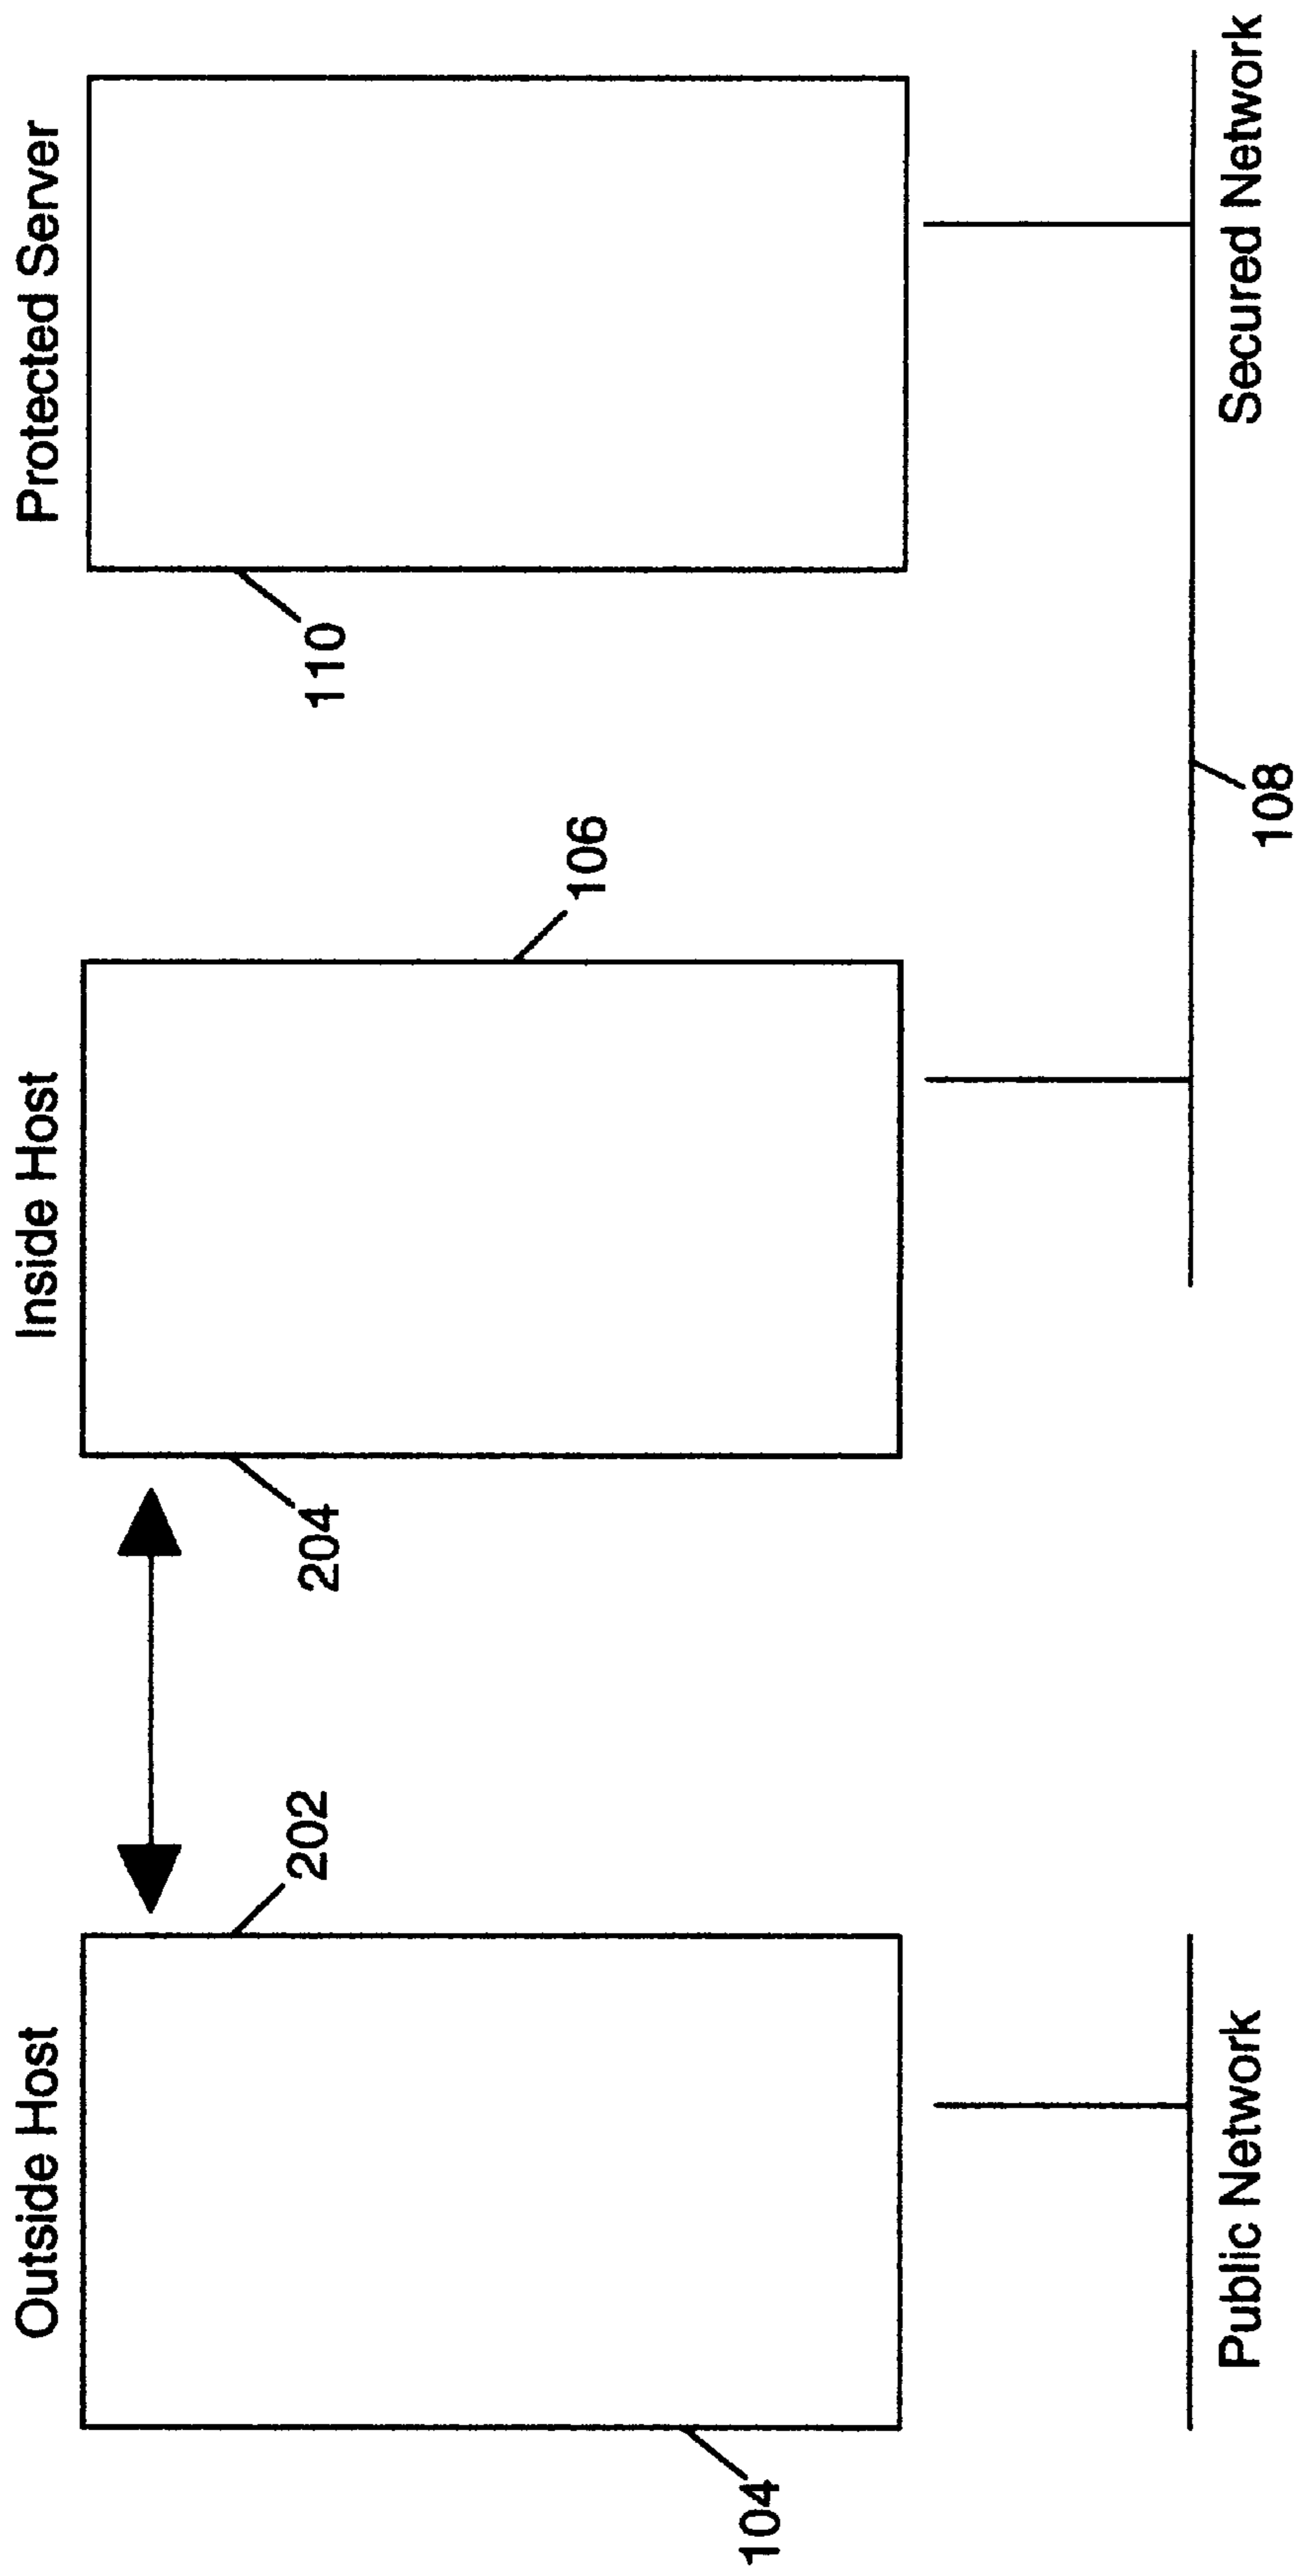 Outside Host
Inside Host
Protected Server
202
204
110
106
104
108
Public Network
Secured Network